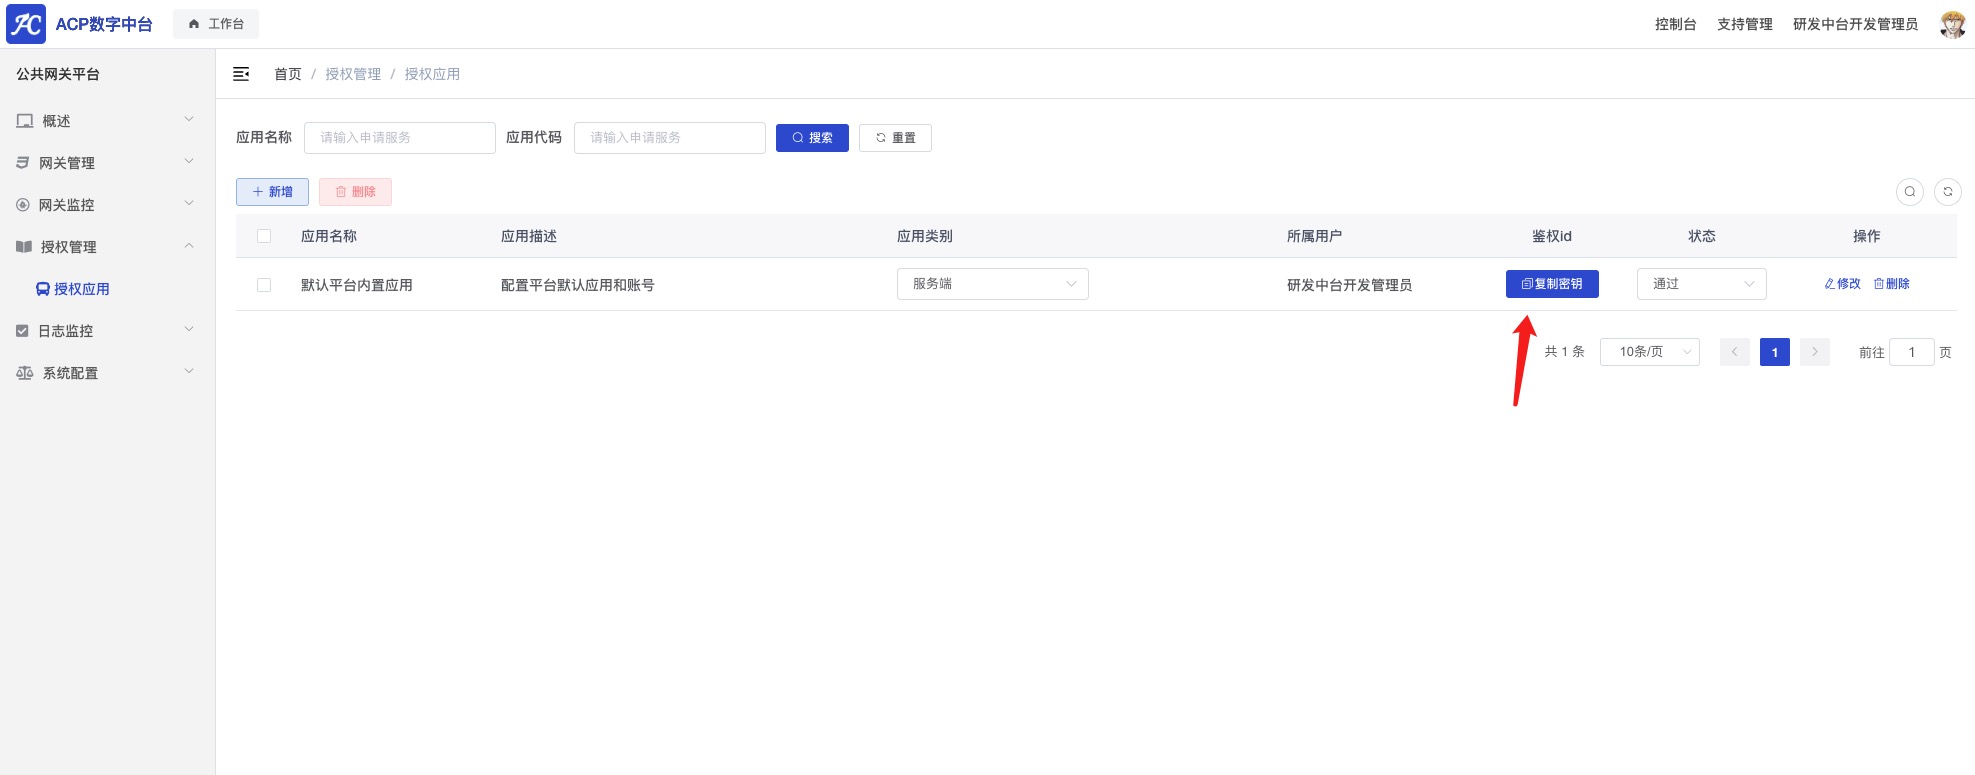 ACP数字中台 工作台 控制台 支持管理 研发中台开发管理员
公共网关平台
首页 / 授权管理 / 授权应用
概述
网关管理
网关监控
授权管理
授权应用
日志监控
系统配置
应用名称 请输入申请服务 应用代码 请输入申请服务 搜索 重置
新增 删除
应用名称 应用描述 应用类别 所属用户 鉴权id 状态 操作
默认平台内置应用 配置平台默认应用和账号 服务端 研发中台开发管理员 复制密钥 通过 修改 删除
共 1 条 10条/页 1 前往 1 页